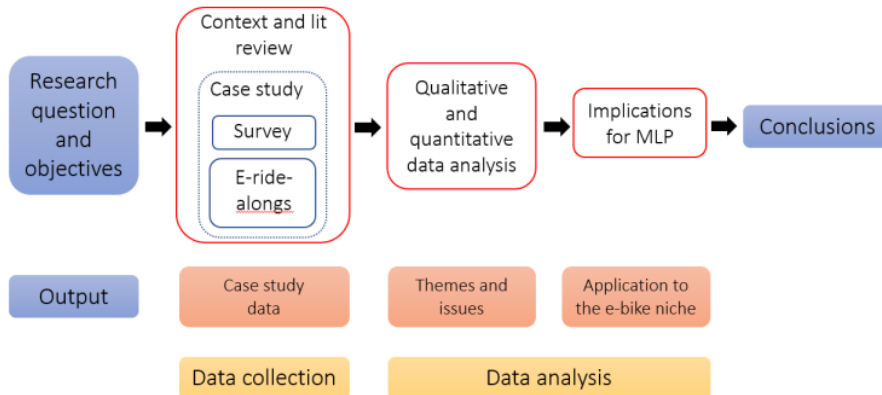 Research
question
and
objectives
Context and lit
review
Case study
Survey
E-ride-
alongs
Qualitative
and
quantitative
data analysis
Implications
for MLP
Conclusions
Output
Case study
data
Themes and
issues
Application to
the e-bike niche
Data collection
Data analysis